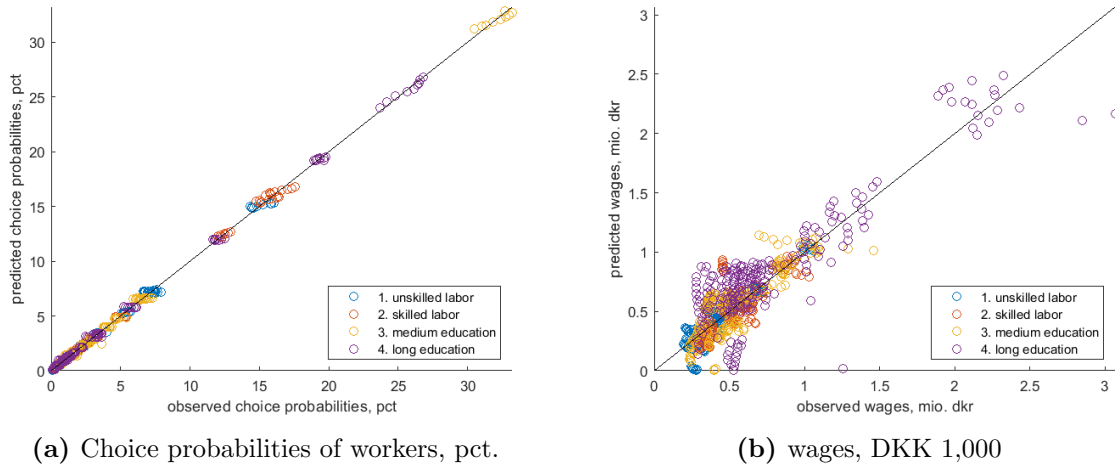 predicted choice probabilities, pct
30
25
20
15
10
5
0
0 5 10 15 20 25 30
observed choice probabilities, pct
1. unskilled labor
2. skilled labor
3. medium education
4. long education
(a) Choice probabilities of workers, pct.
predicted wages, mio. dkr
3
2.5
2
1.5
1
0.5
0
0 0.5 1 1.5 2 2.5 3
observed wages, mio. dkr
1. unskilled labor
2. skilled labor
3. medium education
4. long education
(b) wages, DKK 1,000